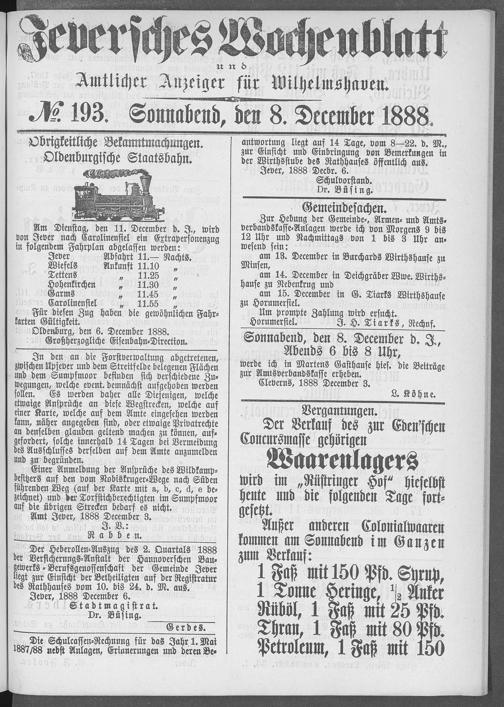 Jeversches Wochenblatt
und
Amtlicher Anzeiger für Wilhelmshaven.
№ 193. Sonnabend, den 8. December 1888.
Obrigkeitliche Bekanntmachungen.
Oldenburgische Staatsbahn.
Am Dienstag, den 11. December d. J., wird
von Jever nach Carolinensiel ein Extrapersonenzug
in folgendem Fahrplan abgelassen werden:
Jever Abfahrt 11.— Nachts.
Wiefels Ankunft 11.10 „
Tettens „ 11.25 „
Hohenkirchen „ 11.30 „
Garms „ 11.45 „
Carolinensiel „ 11.55 „
Für diesen Zug haben die gewöhnlichen Fahr-
karten Gültigkeit.
Oldenburg, den 6. December 1888.
Großherzogliche Eisenbahn-Direction.
In den an die Forstverwaltung abgetretenen,
zwischen Upjever und dem Streitfelde belegenen Flächen
und dem Sumpfmoor befinden sich verschiedene Zu-
wegungen, welche event. demnächst aufgehoben werden
sollen. Es werden daher alle Diejenigen, welche
etwaige Ansprüche an diese Wegstrecken, welche auf
einer Karte, welche auf dem Amte eingesehen werden
kann, näher angegeben sind, oder etwaige Privatrechte
an denselben glauben geltend machen zu können, auf-
gefordert, solche innerhalb 14 Tagen bei Vermeidung
des Ausschlusses derselben auf dem Amte anzumelden
und zu begründen.
Eine Anmeldung der Ansprüche des Wildkamp-
besitzers auf den vom Rodiskruger-Wege nach Süden
führenden Weg (auf der Karte mit a, b, c, d, e be-
zeichnet) und der Torfstichberechtigten im Sumpfmoor
auf die übrigen Strecken bedarf es nicht.
Amt Jever, 1888 December 3.
J. V.:
Rabben.
Der Heberollen-Auszug des 2. Quartals 1888
der Versicherungs-Anstalt der Hannoverschen Bau-
gewerks-Berufsgenossenschaft der Gemeinde Jever
liegt zur Einsicht der Betheiligten auf der Registratur
des Rathhauses vom 10. bis 24. d. M. aus.
Jever, 1888 December 6.
Stadtmagistrat.
Dr. Büsing.
Gerdes.
Die Schulcassen-Rechnung für das Jahr 1. Mai
1887/88 nebst Anlagen, Erianerungen und deren Be-
antwortung liegt auf 14 Tage, vom 8—22. d. M.,
zur Einsicht und Einbringung von Bemerkungen in
der Wirthsstube des Rathhauses öffentlich aus.
Jever, 1888 Decbr. 6.
Schulvorstand.
Dr. Büsing.
Gemeindesachen.
Zur Hebung der Gemeinde-, Armen- und Amts-
verbandskasse-Anlagen werde ich von Morgens 9 bis
12 Uhr und Nachmittags von 1 bis 3 Uhr an-
wesend sein:
am 13. December in Burchards Wirthshause zu
Minsen,
am 14. December in Deichgräber Wwe. Wirths-
hause zu Medenkrug und
am 15. December in G. Tiarks Wirthshause
zu Horumersiel.
Um prompte Zahlung wird ersucht.
Horumersiel. J. H. Tiarks, Rechnf.
Sonnabend, den 8. December d. J.,
Abends 6 bis 8 Uhr,
werde ich in Martens Gasthause hies. die Beiträge
zur Amtsverbandskasse erheben.
Cleverns, 1888 December 3.
L. Köhne.
Vergantungen.
Der Verkauf des zur Eden'schen
Concursmasse gehörigen
Waarenlagers
wird im „Rüstringer Hof“ hieselbst
heute und die folgenden Tage fort-
gesetzt.
Außer anderen Colonialwaaren
kommen am Sonnabend im Ganzen
zum Verkauf:
1 Faß mit 150 Pfd. Syrup,
1 Tonne Heringe, 1/2 Anker
Rüböl, 1 Faß mit 25 Pfd.
Thran, 1 Faß mit 80 Pfd.
Petroleum, 1 Faß mit 150